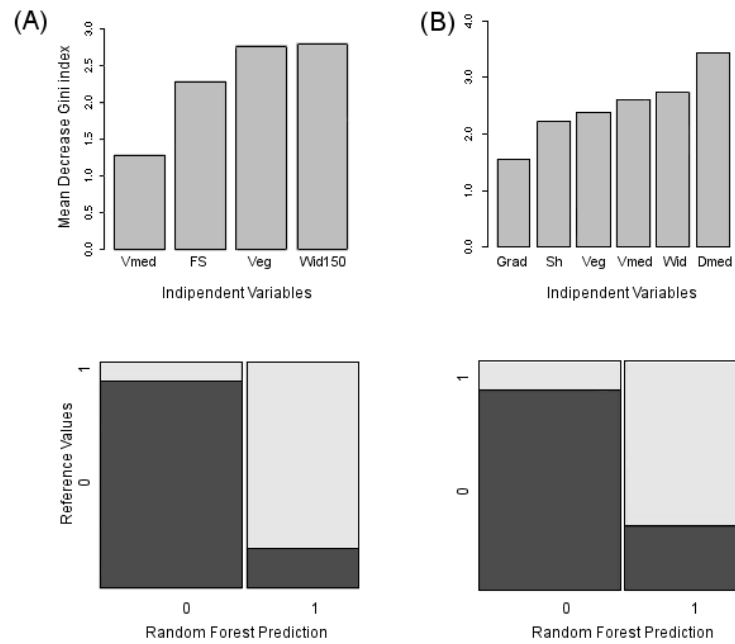 (A)
Mean Decrease Gini index
0.0 0.5 1.0 1.5 2.0 2.5 3.0
Vmed FS Veg Wid150
Indipendent Variables
(B)
0.0 1.0 2.0 3.0 4.0
Grad Sh Veg Vmed Wid Dmed
Indipendent Variables
Reference Values
0 1
0 1
Random Forest Prediction
0 1
0 1
Random Forest Prediction